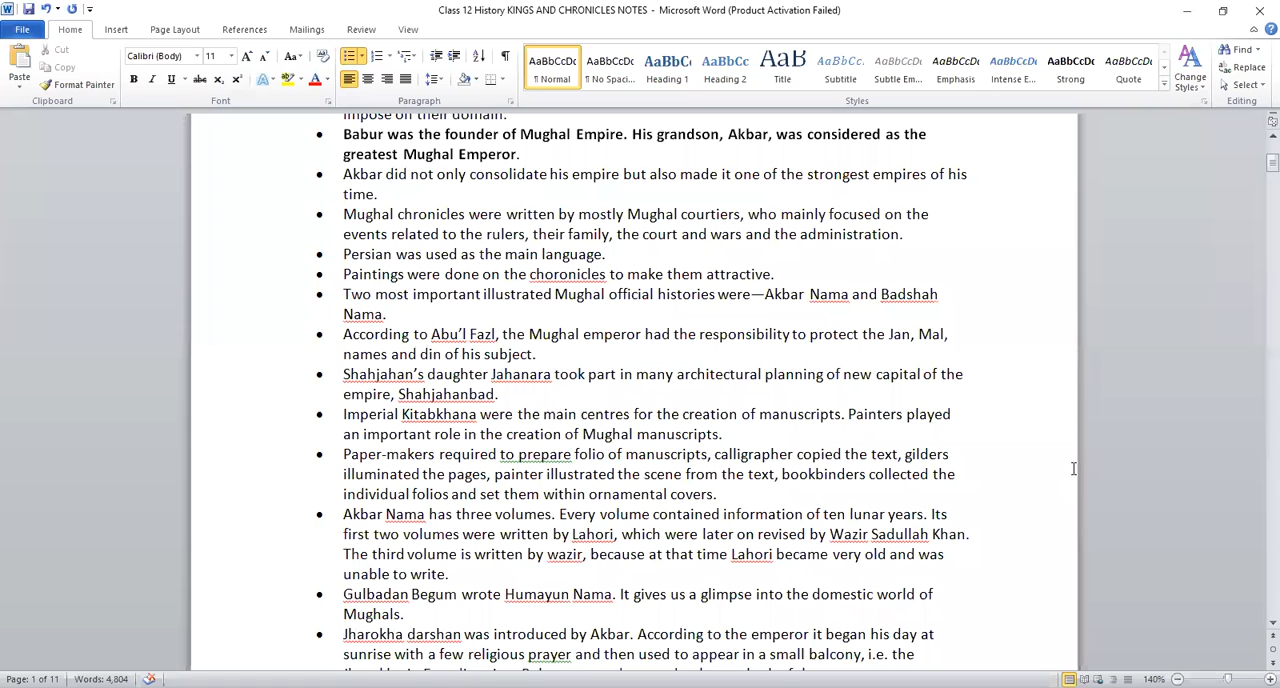 Class 12 History KINGS AND CHRONICLES NOTES - Microsoft Word (Product Activation Failed)
File Home Insert Page Layout References Mailings Review View
Paste
Cut
Copy
Format Painter
Clipboard
Calibri (Body) 11
Font
Paragraph
AaBbCcDc AaBbCcDc AaBbC AaBbCc AaB AaBbCc. AaBbCcDc AaBbCcDc AaBbCcDc AaBbCcDc AaBbCcDc
¶ Normal ¶ No Spaci... Heading 1 Heading 2 Title Subtitle Subtle Em... Emphasis Intense E... Strong Quote
Change Styles
Styles
Find
Replace
Select
Editing
impose on their domain.
• Babur was the founder of Mughal Empire. His grandson, Akbar, was considered as the
greatest Mughal Emperor.
• Akbar did not only consolidate his empire but also made it one of the strongest empires of his
time.
• Mughal chronicles were written by mostly Mughal courtiers, who mainly focused on the
events related to the rulers, their family, the court and wars and the administration.
• Persian was used as the main language.
• Paintings were done on the choronicles to make them attractive.
• Two most important illustrated Mughal official histories were—Akbar Nama and Badshah
Nama.
• According to Abu’l Fazl, the Mughal emperor had the responsibility to protect the Jan, Mal,
names and din of his subject.
• Shahjahan’s daughter Jahanara took part in many architectural planning of new capital of the
empire, Shahjahanbad.
• Imperial Kitabkhana were the main centres for the creation of manuscripts. Painters played
an important role in the creation of Mughal manuscripts.
• Paper-makers required to prepare folio of manuscripts, calligrapher copied the text, gilders
illuminated the pages, painter illustrated the scene from the text, bookbinders collected the
individual folios and set them within ornamental covers.
• Akbar Nama has three volumes. Every volume contained information of ten lunar years. Its
first two volumes were written by Lahori, which were later on revised by Wazir Sadullah Khan.
The third volume is written by wazir, because at that time Lahori became very old and was
unable to write.
• Gulbadan Begum wrote Humayun Nama. It gives us a glimpse into the domestic world of
Mughals.
• Jharokha darshan was introduced by Akbar. According to the emperor it began his day at
sunrise with a few religious prayer and then used to appear in a small balcony, i.e. the
Page: 1 of 11 Words: 4,804 140%